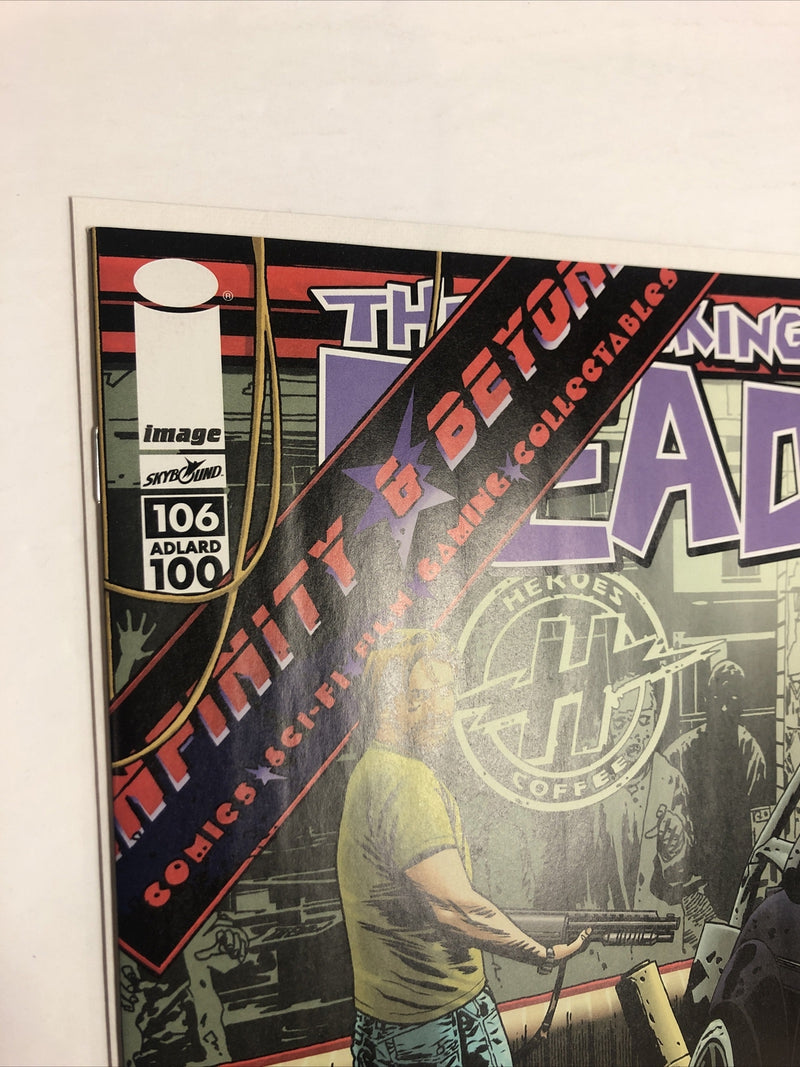 image
SKYBOUND
106
ADLARD
100
TH KING
EAD
INFINITY & BEYOND
COMICS SCI-FI FILM GAMING COLLECTABLES
HEROES
H
COFFEE